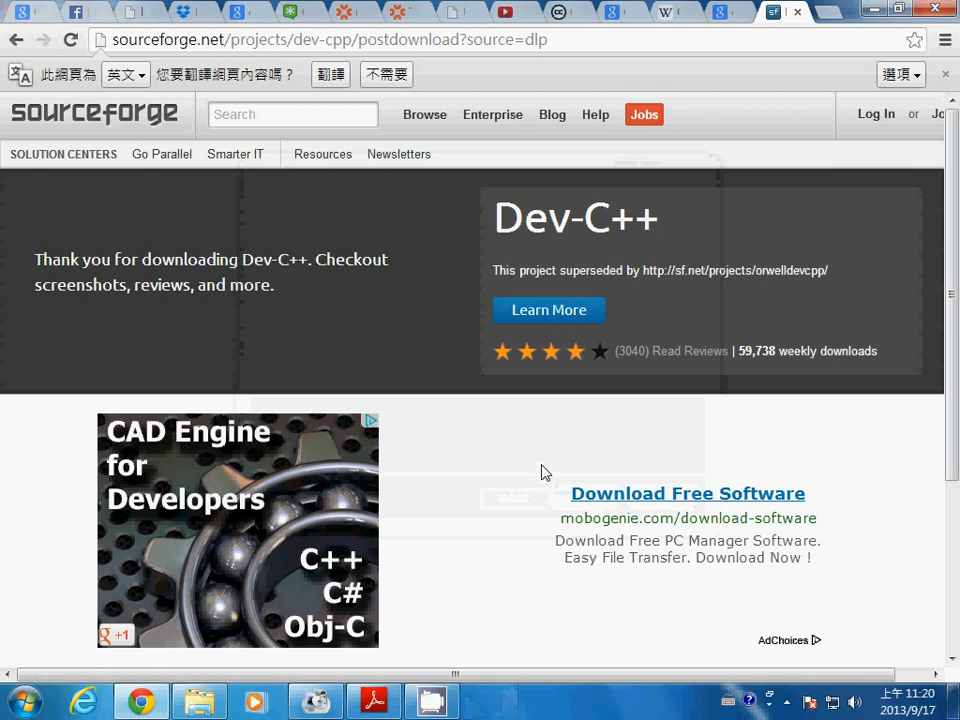 sourceforge.net/projects/dev-cpp/postdownload?source=dlp
此網頁為 英文 您要翻譯網頁內容嗎？ 翻譯 不需要 選項
sourceforge Search Browse Enterprise Blog Help Jobs Log In or Jo
SOLUTION CENTERS Go Parallel Smarter IT Resources Newsletters
Dev-C++
Thank you for downloading Dev-C++. Checkout
screenshots, reviews, and more.
This project superseded by http://sf.net/projects/orwelldevcpp/
Learn More
(3040) Read Reviews | 59,738 weekly downloads
CAD Engine
for
Developers
C++
C#
Obj-C
g +1
Download Free Software
mobogenie.com/download-software
Download Free PC Manager Software.
Easy File Transfer. Download Now !
AdChoices
上午 11:20
2013/9/17